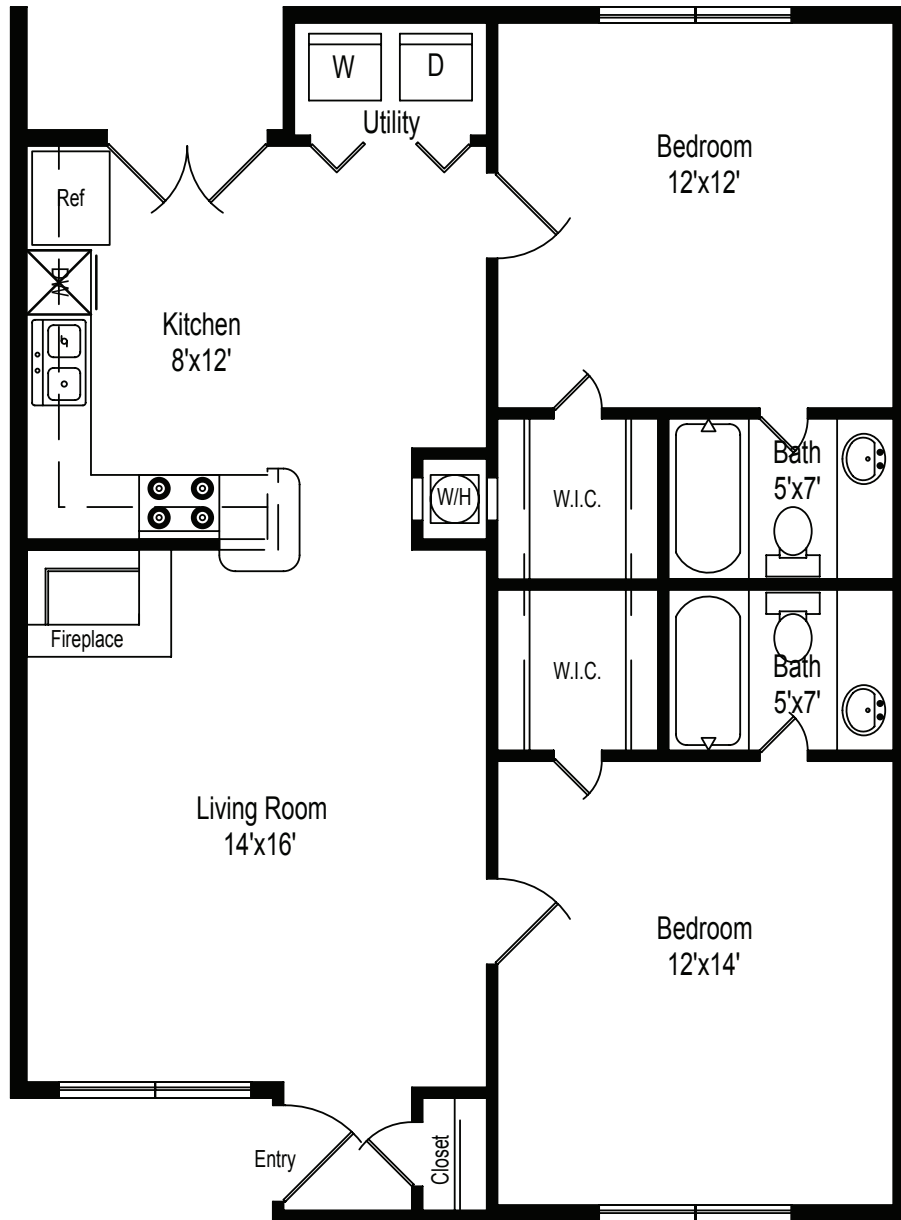 W
D
Utility
Bedroom
12'x12'
Ref
DW
Kitchen
8'x12'
Bath
5'x7'
W/H
W.I.C.
Fireplace
W.I.C.
Bath
5'x7'
Living Room
14'x16'
Bedroom
12'x14'
Entry
Closet